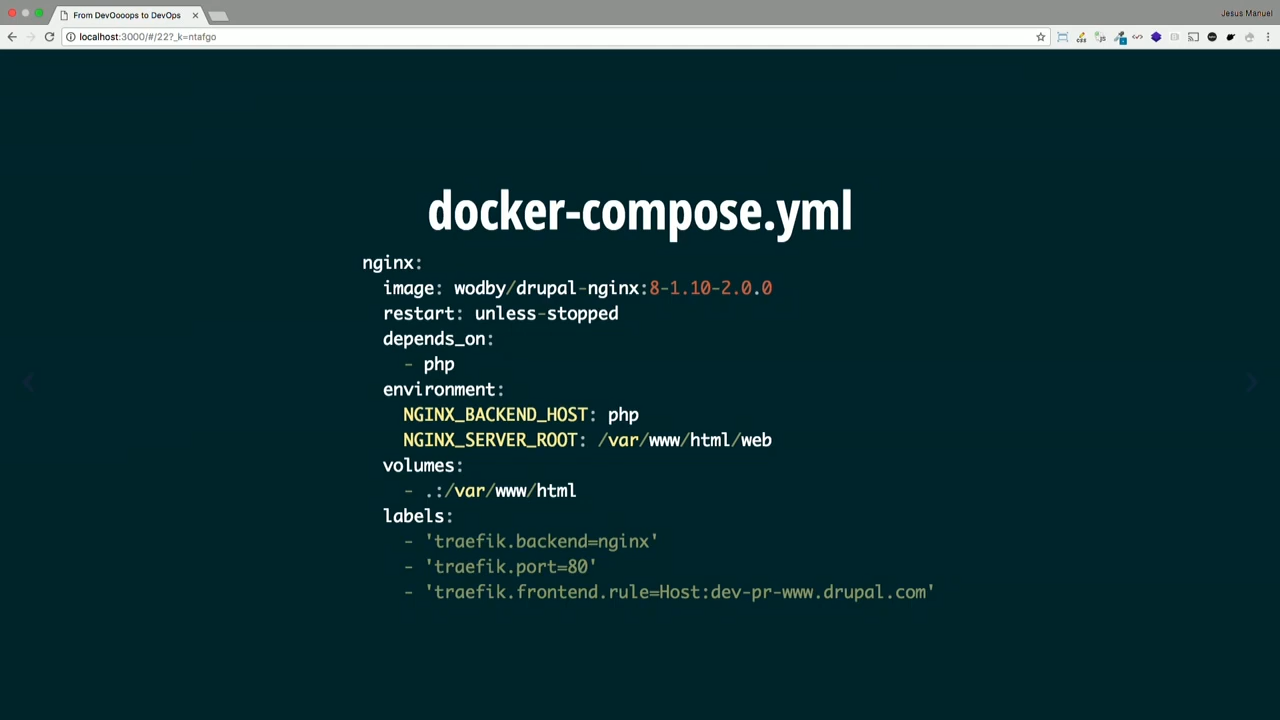 From DevOooops to DevOps
Jesus Manuel
localhost:3000/#/22?_k=ntafgo
docker-compose.yml
nginx:
image: wodby/drupal-nginx:8-1.10-2.0.0
restart: unless-stopped
depends_on:
- php
environment:
NGINX_BACKEND_HOST: php
NGINX_SERVER_ROOT: /var/www/html/web
volumes:
- .:/var/www/html
labels:
- 'traefik.backend=nginx'
- 'traefik.port=80'
- 'traefik.frontend.rule=Host:dev-pr-www.drupal.com'